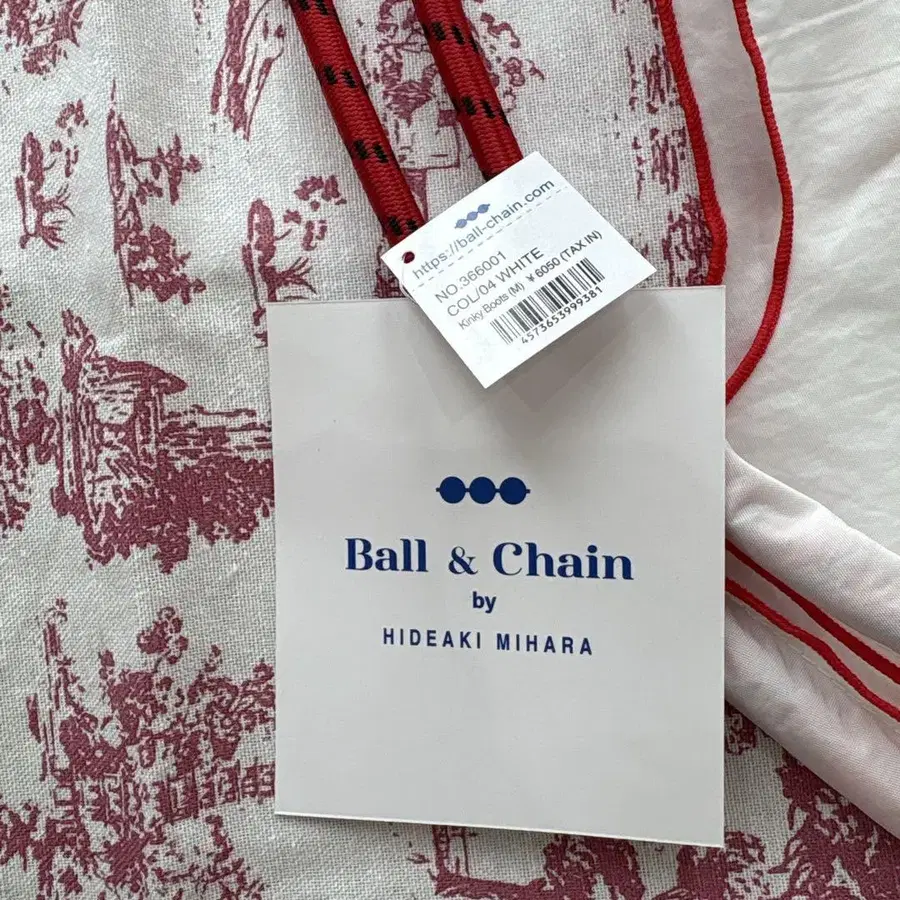 https://ball-chain.com
NO.366001
COL/04 WHITE
Kinky Boots (M) ¥ 6050 (TAX IN)
4573653999381
Ball & Chain
by
HIDEAKI MIHARA